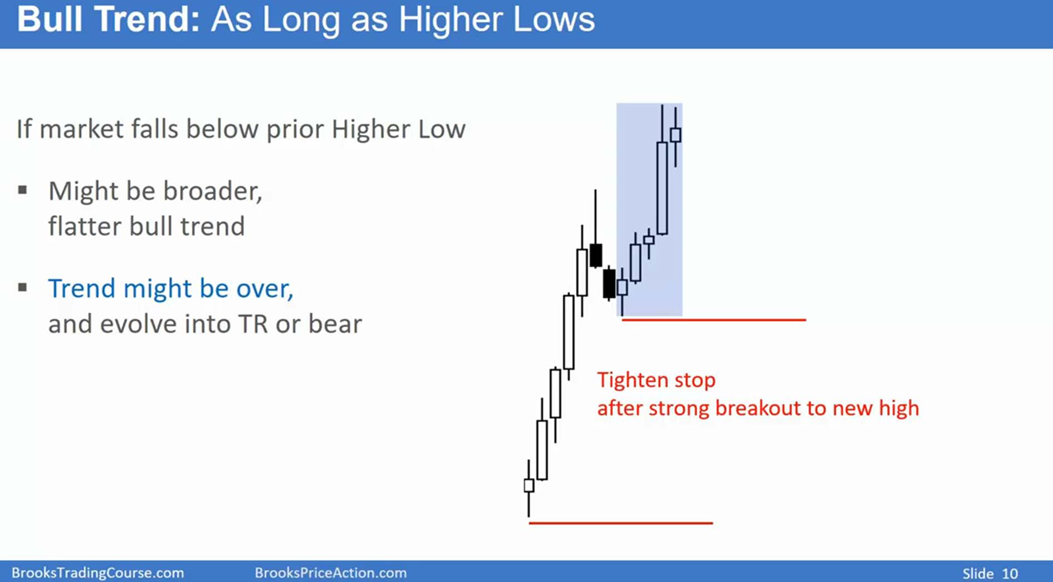 Bull Trend: As Long as Higher Lows
If market falls below prior Higher Low
▪ Might be broader,
flatter bull trend
▪ Trend might be over,
and evolve into TR or bear
Tighten stop
after strong breakout to new high
BrooksTradingCourse.com
BrooksPriceAction.com
Slide 10